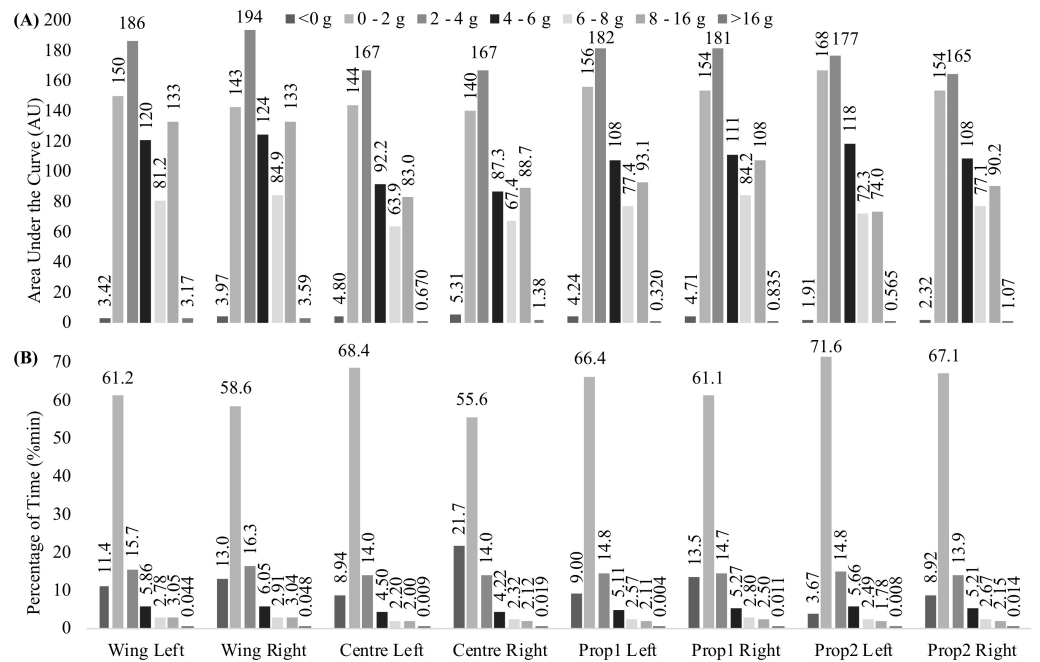 (A)
<0 g 0 - 2 g 2 - 4 g 4 - 6 g 6 - 8 g 8 - 16 g >16 g
Area Under the Curve (AU)
200
180
160
140
120
100
80
60
40
20
0
3.42 150 186 120 81.2 133 3.17
3.97 143 194 124 84.9 133 3.59
4.80 144 167 92.2 63.9 83.0 0.670
5.31 140 167 87.3 67.4 88.7 1.38
4.24 156 182 108 77.4 93.1 0.320
4.71 154 181 111 84.2 108 0.835
1.91 168 177 118 72.3 74.0 0.565
2.32 154 165 108 77.1 90.2 1.07
(B)
Percentage of Time (%min)
70
60
50
40
30
20
10
0
11.4 61.2 15.7 5.86 2.78 3.05 0.044
13.0 58.6 16.3 6.05 2.91 3.04 0.048
8.94 68.4 14.0 4.50 2.20 2.00 0.009
21.7 55.6 14.0 4.22 2.32 2.12 0.019
9.00 66.4 14.8 5.11 2.57 2.11 0.004
13.5 61.1 14.7 5.27 2.80 2.50 0.011
3.67 71.6 14.8 5.66 2.49 1.78 0.008
8.92 67.1 13.9 5.21 2.67 2.15 0.014
Wing Left Wing Right Centre Left Centre Right Prop1 Left Prop1 Right Prop2 Left Prop2 Right